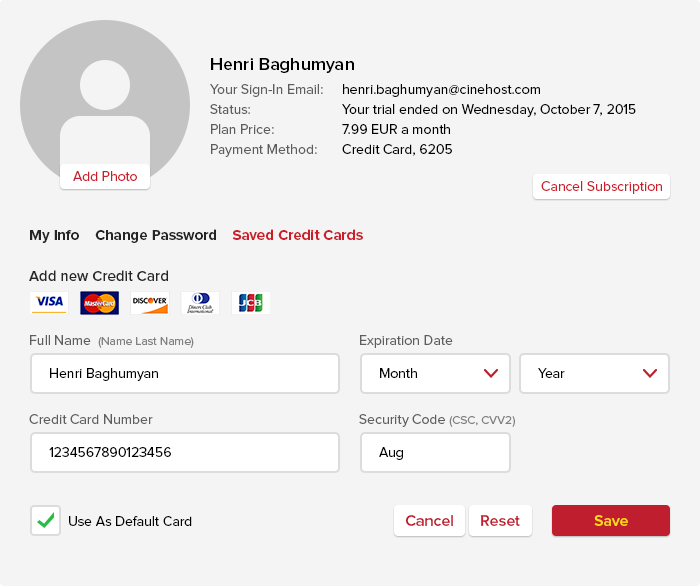 Henri Baghumyan
Your Sign-In Email: henri.baghumyan@cinehost.com
Status: Your trial ended on Wednesday, October 7, 2015
Plan Price: 7.99 EUR a month
Payment Method: Credit Card, 6205
Add Photo
Cancel Subscription
My Info Change Password Saved Credit Cards
Add new Credit Card
VISA MasterCard DISCOVER Diners Club International JCB
Full Name (Name Last Name) Expiration Date
Henri Baghumyan Month Year
Credit Card Number Security Code (CSC, CVV2)
1234567890123456 Aug
Use As Default Card Cancel Reset Save